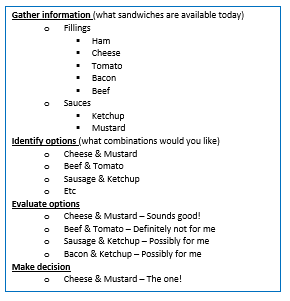 Gather information (what sandwiches are available today)
o Fillings
▪ Ham
▪ Cheese
▪ Tomato
▪ Bacon
▪ Beef
o Sauces
▪ Ketchup
▪ Mustard
Identify options (what combinations would you like)
o Cheese & Mustard
o Beef & Tomato
o Sausage & Ketchup
o Etc
Evaluate options
o Cheese & Mustard – Sounds good!
o Beef & Tomato – Definitely not for me
o Sausage & Ketchup – Possibly for me
o Bacon & Ketchup – Possibly for me
Make decision
o Cheese & Mustard – The one!